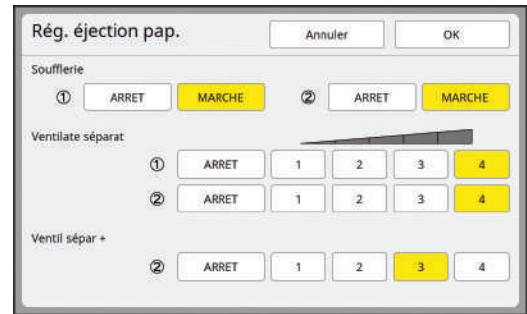 Rég. éjection pap. Annuler OK
Soufflerie
① ARRET MARCHE ② ARRET MARCHE
Ventilate séparat
① ARRET 1 2 3 4
② ARRET 1 2 3 4
Ventil sépar +
② ARRET 1 2 3 4